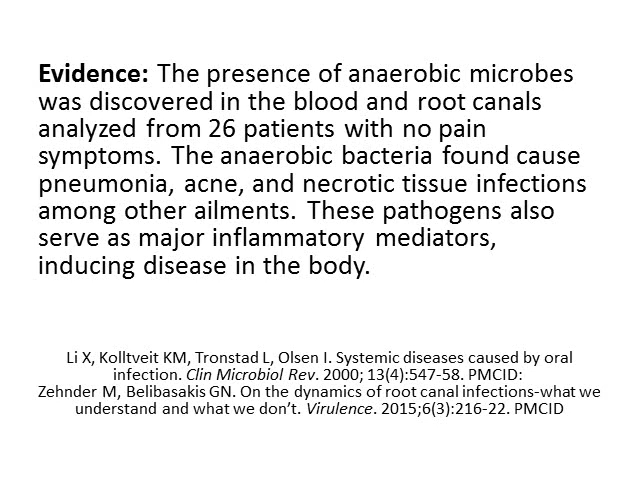 Evidence: The presence of anaerobic microbes
was discovered in the blood and root canals
analyzed from 26 patients with no pain
symptoms. The anaerobic bacteria found cause
pneumonia, acne, and necrotic tissue infections
among other ailments. These pathogens also
serve as major inflammatory mediators,
inducing disease in the body.
Li X, Kolltveit KM, Tronstad L, Olsen I. Systemic diseases caused by oral
infection. Clin Microbiol Rev. 2000; 13(4):547-58. PMCID:
Zehnder M, Belibasakis GN. On the dynamics of root canal infections-what we
understand and what we don’t. Virulence. 2015;6(3):216-22. PMCID